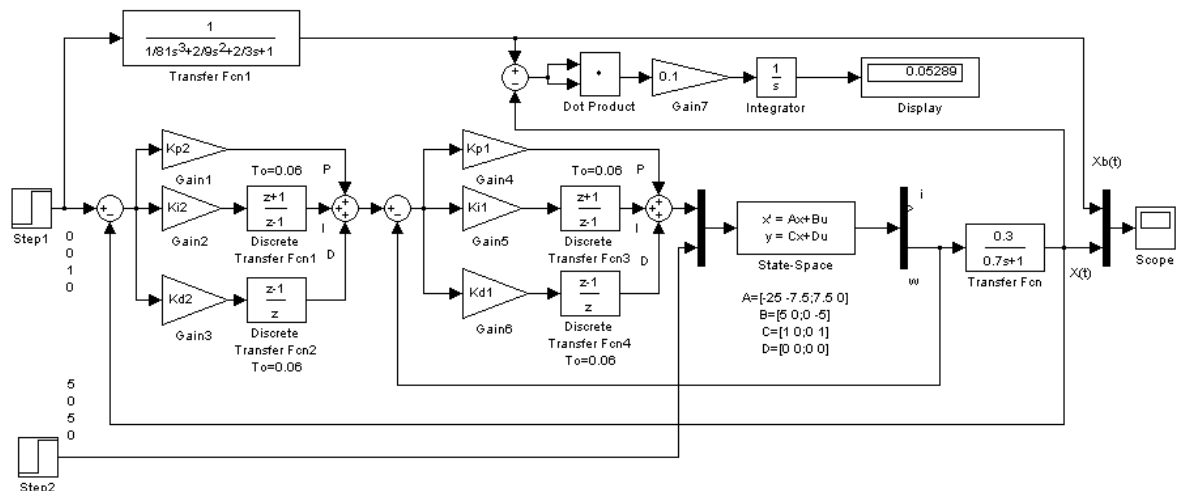 1
1/81s^3+2/9s^2+2/3s+1
Transfer Fcn1
Dot Product
0.1
Gain7
1
s
Integrator
0.05289
Display
Step1
0
0
1
0
Kp2
Gain1
Ki2
Gain2
Kd2
Gain3
To=0.06
z+1
z-1
Discrete
Transfer Fcn1
z-1
z
Discrete
Transfer Fcn2
To=0.06
P
I
D
Kp1
Gain4
Ki1
Gain5
Kd1
Gain6
To=0.06
z+1
z-1
Discrete
Transfer Fcn3
z-1
z
Discrete
Transfer Fcn4
To=0.06
P
I
D
x' = Ax+Bu
y = Cx+Du
State-Space
A=[-25 -7.5;7.5 0]
B=[5 0;0 -5]
C=[1 0;0 1]
D=[0 0;0 0]
i
w
0.3
0.7s+1
Transfer Fcn
Xb(t)
X(t)
Scope
5
0
5
0
Step2